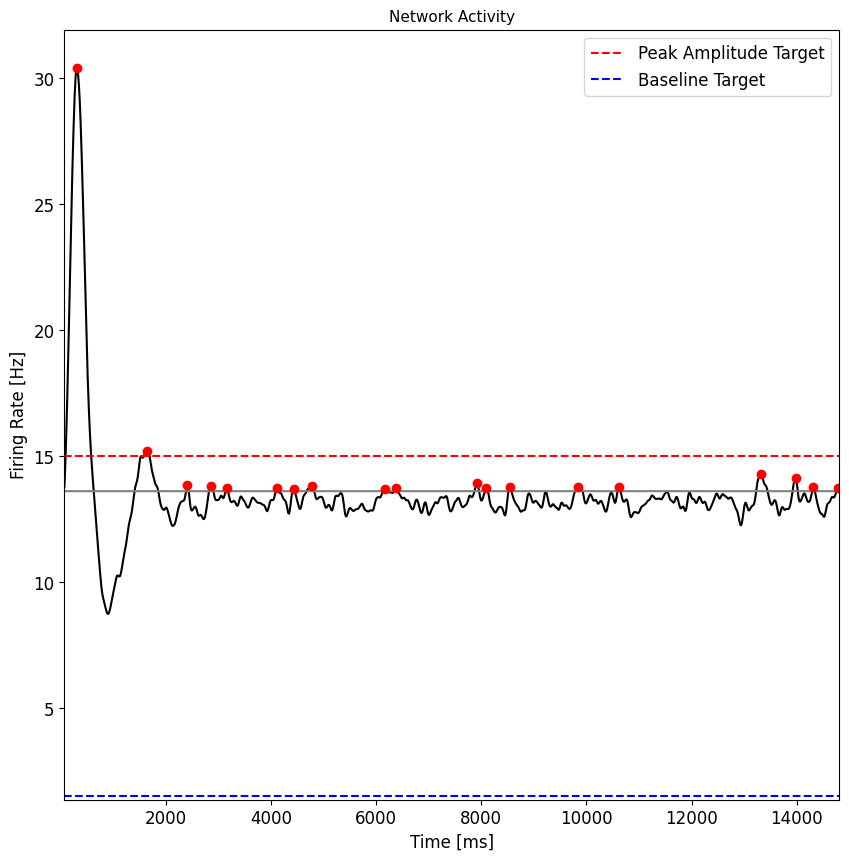 Network Activity
Peak Amplitude Target
Baseline Target
30
25
20
15
10
5
Firing Rate [Hz]
2000 4000 6000 8000 10000 12000 14000
Time [ms]